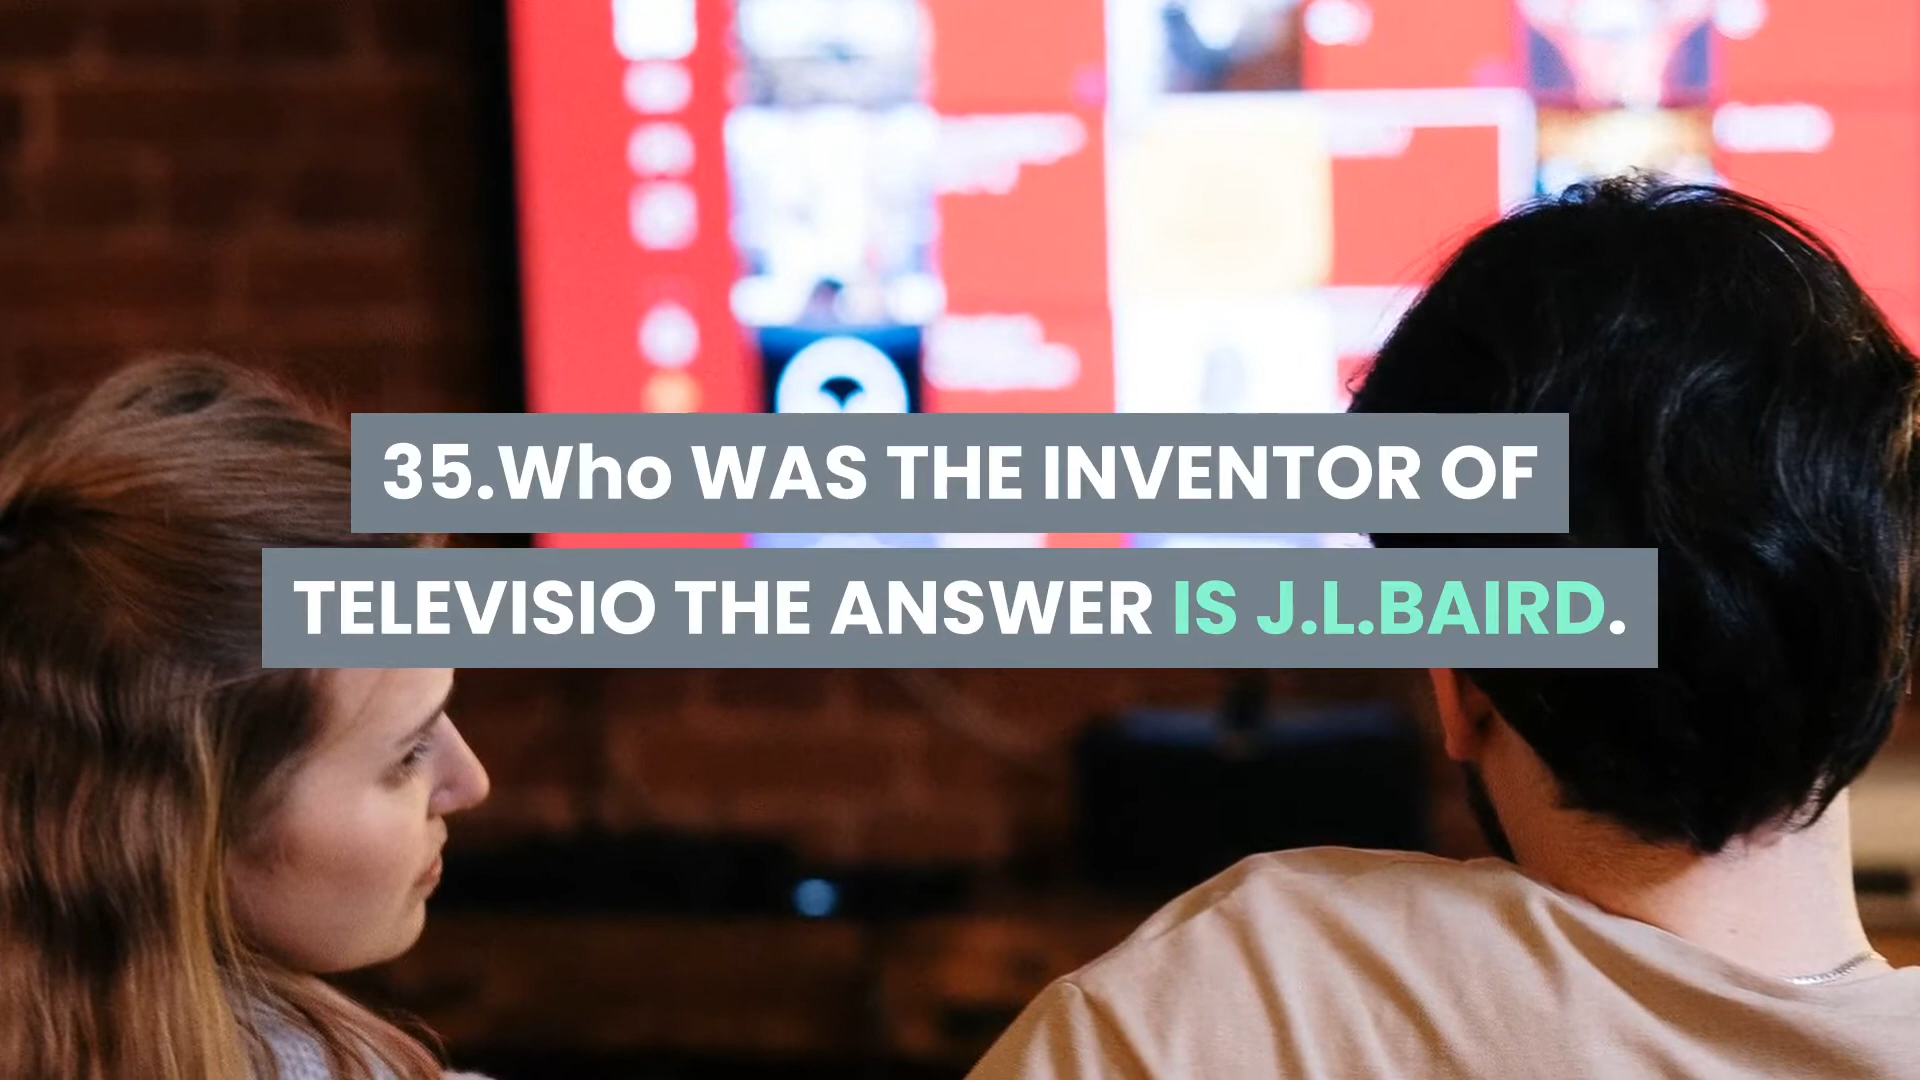 35.Who WAS THE INVENTOR OF
TELEVISIO THE ANSWER IS J.L.BAIRD.